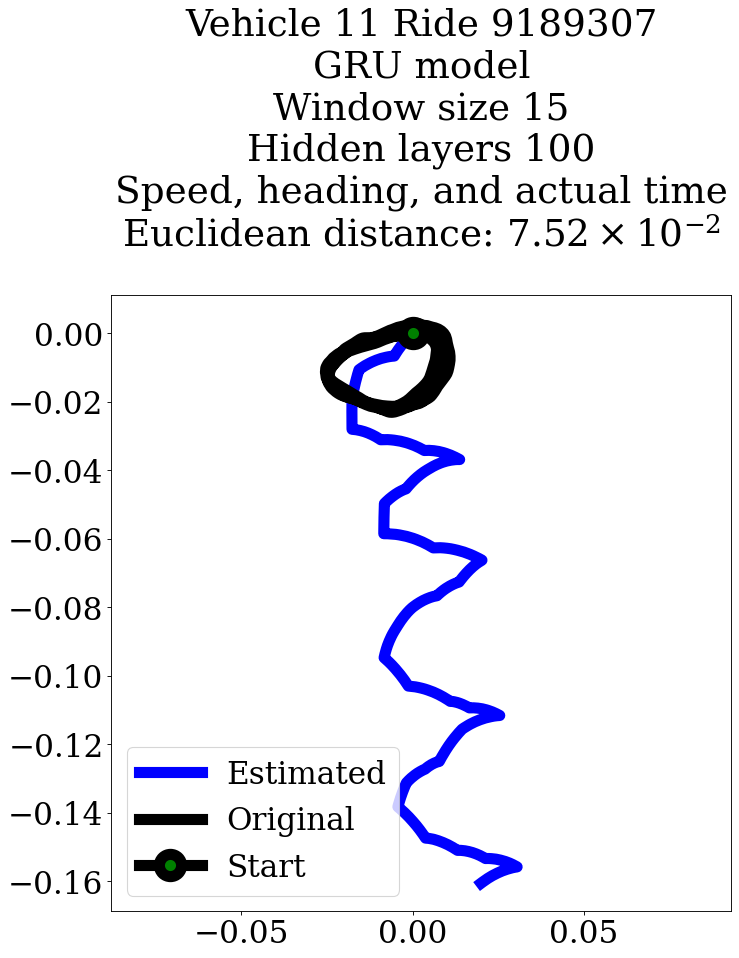 Vehicle 11 Ride 9189307
GRU model
Window size 15
Hidden layers 100
Speed, heading, and actual time
Euclidean distance: 7.52 × 10⁻²
0.00
−0.02
−0.04
−0.06
−0.08
−0.10
−0.12
−0.14
−0.16
Estimated
Original
Start
−0.05 0.00 0.05